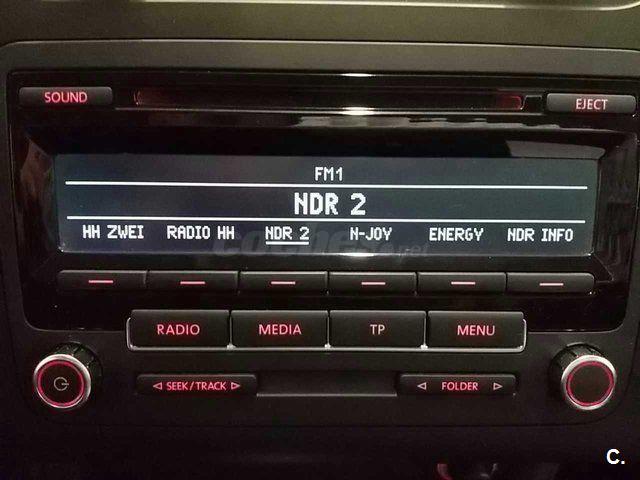 SOUND
EJECT
FM1
NDR 2
HH ZWEI RADIO HH NDR 2 N-JOY ENERGY NDR INFO
RADIO MEDIA TP MENU
SEEK/TRACK FOLDER
C.